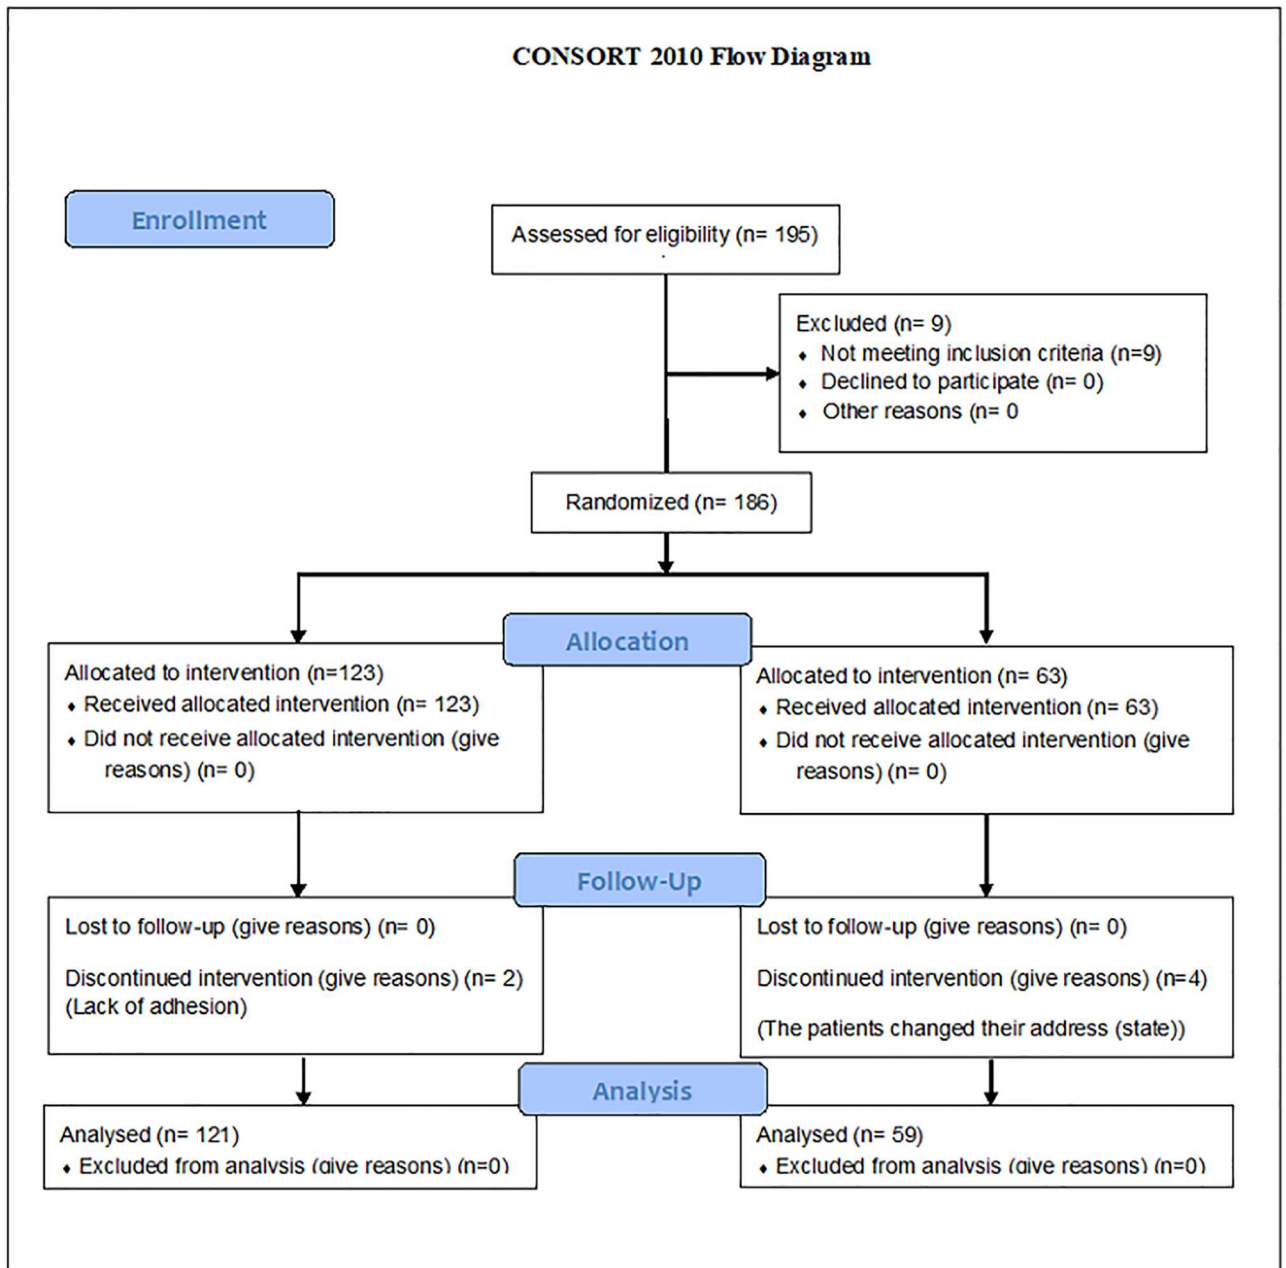 CONSORT 2010 Flow Diagram
Enrollment
Assessed for eligibility (n= 195)
.
Excluded (n= 9)
⬧ Not meeting inclusion criteria (n=9)
⬧ Declined to participate (n= 0)
⬧ Other reasons (n= 0
Randomized (n= 186)
Allocation
Allocated to intervention (n=123)
⬧ Received allocated intervention (n= 123)
⬧ Did not receive allocated intervention (give
reasons) (n= 0)
Allocated to intervention (n= 63)
⬧ Received allocated intervention (n= 63)
⬧ Did not receive allocated intervention (give
reasons) (n= 0)
Follow-Up
Lost to follow-up (give reasons) (n= 0)
Discontinued intervention (give reasons) (n= 2)
(Lack of adhesion)
Lost to follow-up (give reasons) (n= 0)
Discontinued intervention (give reasons) (n=4)
(The patients changed their address (state))
Analysis
Analysed (n= 121)
⬧ Excluded from analysis (give reasons) (n=0)
Analysed (n= 59)
⬧ Excluded from analysis (give reasons) (n=0)